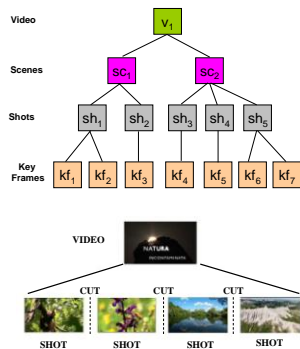 Video
v1
Scenes
sc1 sc2
Shots
sh1 sh2 sh3 sh4 sh5
Key
Frames
kf1 kf2 kf3 kf4 kf5 kf6 kf7
VIDEO
NATURA
CUT CUT CUT
SHOT SHOT SHOT SHOT